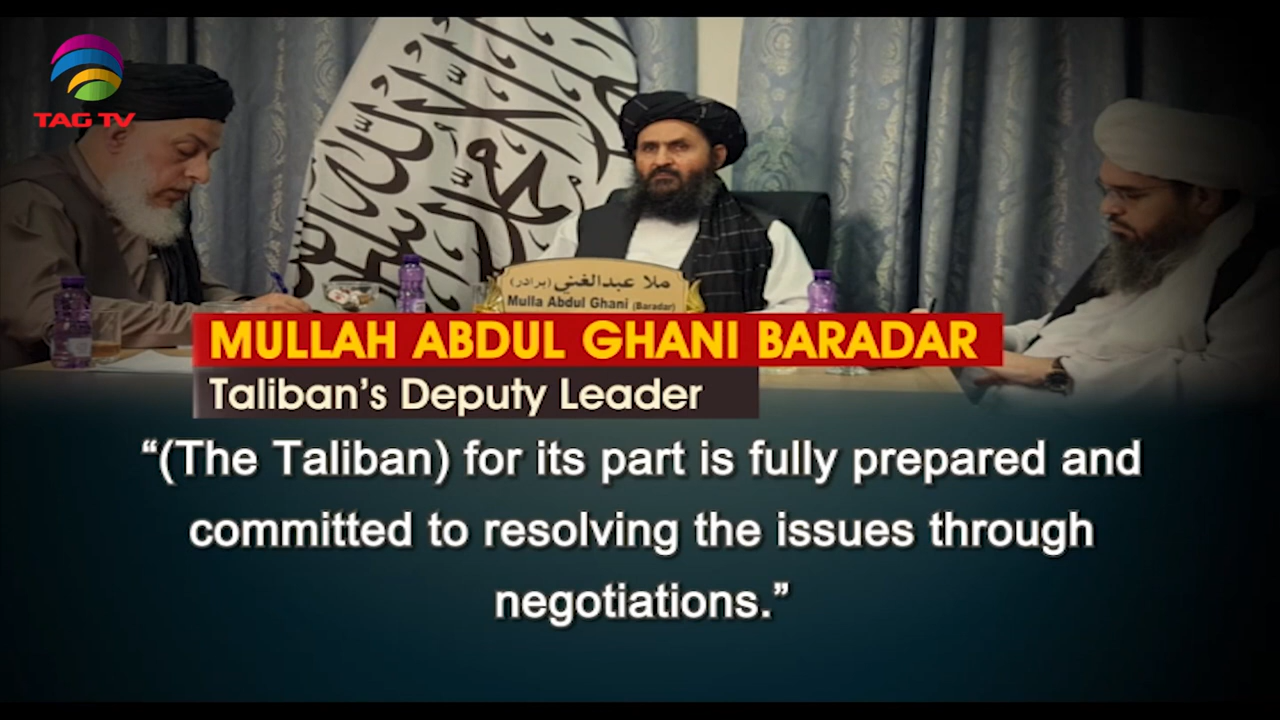 TAG TV
ملا عبدالغني (برادر)
Mulla Abdul Ghani (Baradar)
MULLAH ABDUL GHANI BARADAR
Taliban’s Deputy Leader
“(The Taliban) for its part is fully prepared and
committed to resolving the issues through
negotiations.”